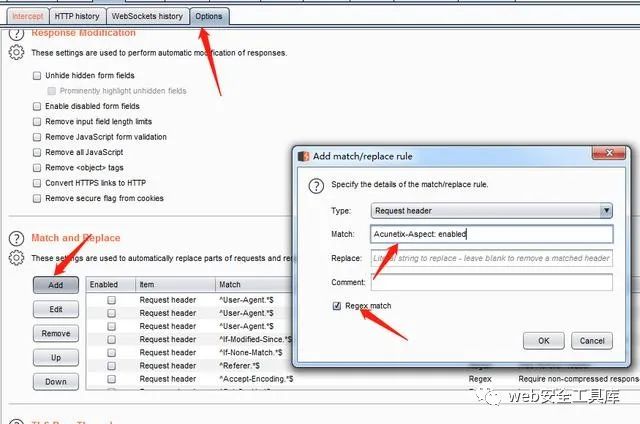 Intercept HTTP history WebSockets history Options
Response Modification
These settings are used to perform automatic modification of responses.
Unhide hidden form fields
Prominently highlight unhidden fields
Enable disabled form fields
Remove input field length limits
Remove JavaScript form validation
Remove all JavaScript
Remove <object> tags
Convert HTTPS links to HTTP
Remove secure flag from cookies
Match and Replace
These settings are used to automatically replace parts of requests and res
Add
Edit
Remove
Up
Down
Enabled Item Match
Request header ^User-Agent.*$
Request header ^User-Agent.*$
Request header ^User-Agent.*$
Request header ^If-Modified-Since.*$
Request header ^If-None-Match.*$
Request header ^Referer.*$
Request header ^Accept-Encoding.*$ Regex Require non-compressed response
Add match/replace rule
Specify the details of the match/replace rule.
Type: Request header
Match: Acunetix-Aspect: enabled
Replace: Literal string to replace - leave blank to remove a matched header
Comment:
Regex match
OK Cancel
web安全工具库